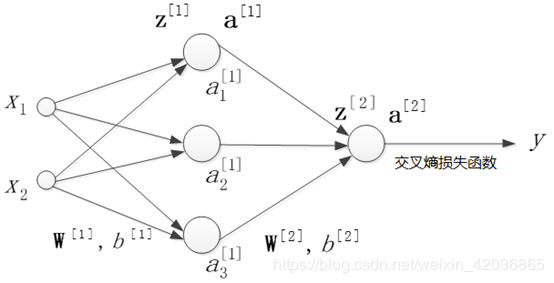 z[1] a[1]
a₁[1]
x₁
z[2] a[2]
y
a₂[1]
交叉熵损失函数
x₂
W[1], b[1]
W[2], b[2]
a₃[1]
https://blog.csdn.net/weixin_42036865